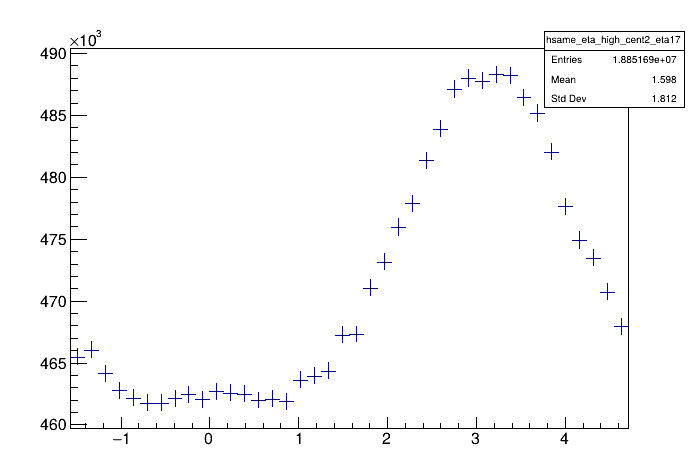 ×10³
hsame_eta_high_cent2_eta17
Entries 1.885169e+07
Mean 1.598
Std Dev 1.812
490
485
480
475
470
465
460
−1 0 1 2 3 4